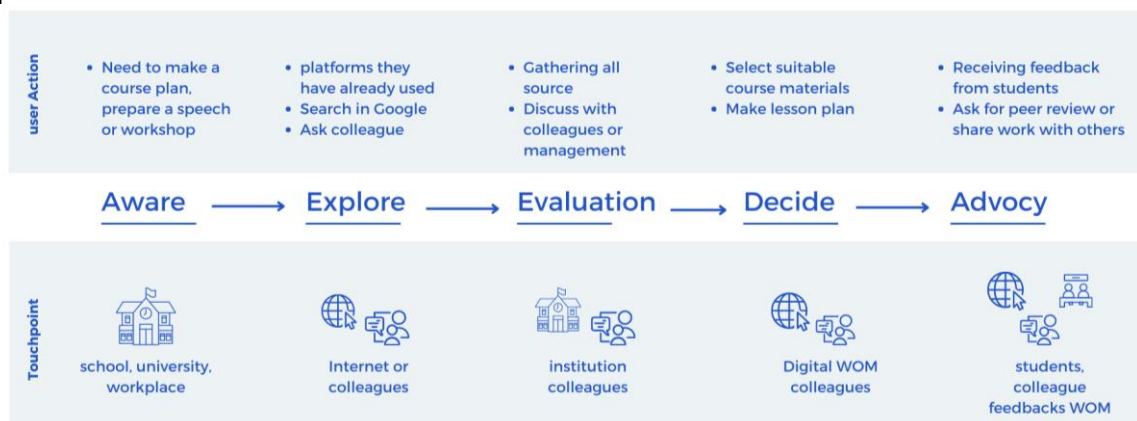 user Action
• Need to make a
course plan,
prepare a speech
or workshop
• platforms they
have already used
• Search in Google
• Ask colleague
• Gathering all
source
• Discuss with
colleagues or
management
• Select suitable
course materials
• Make lesson plan
• Receiving feedback
from students
• Ask for peer review or
share work with others
Aware → Explore → Evaluation → Decide → Advocy
Touchpoint
school, university,
workplace
Internet or
colleagues
institution
colleagues
Digital WOM
colleagues
students,
colleague
feedbacks WOM